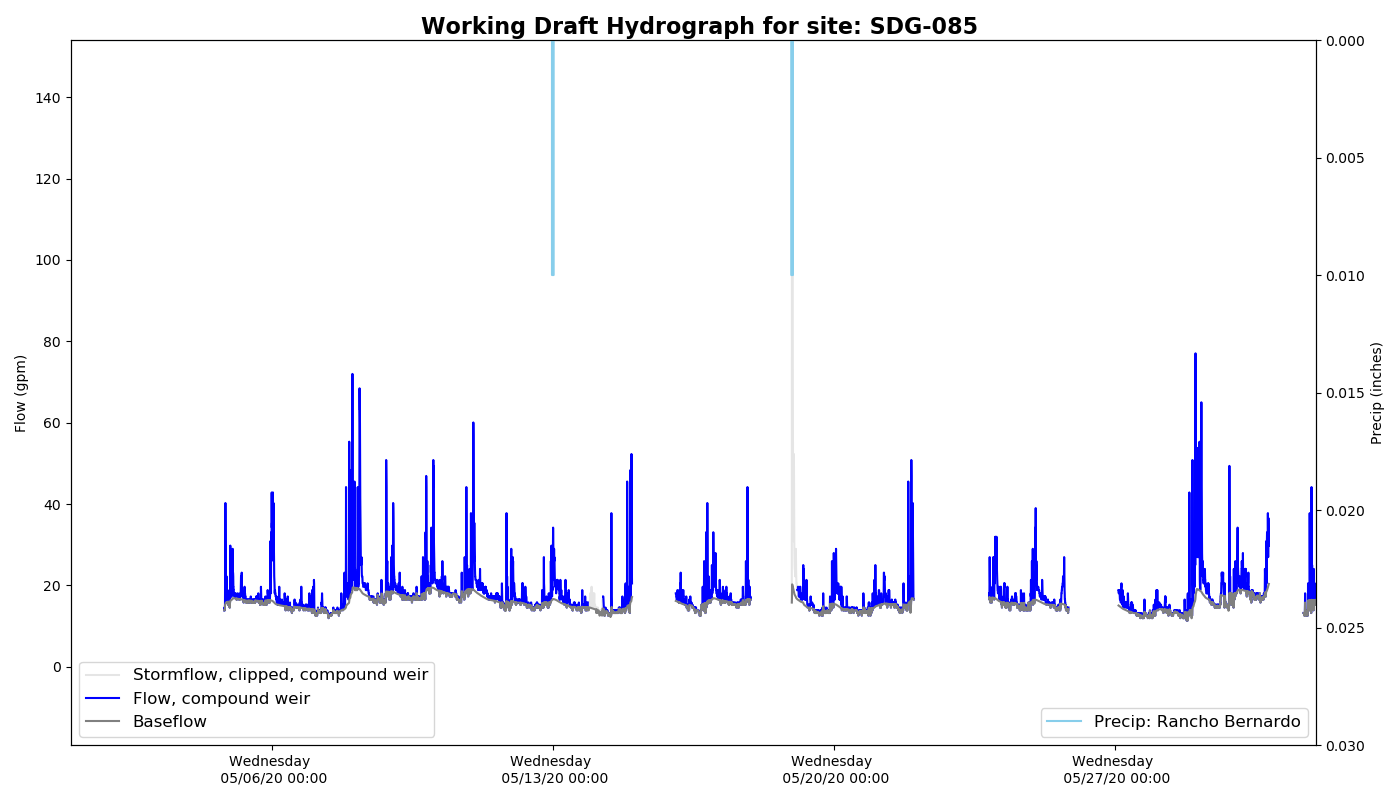 Working Draft Hydrograph for site: SDG-085
140
120
100
80
60
40
20
0
Flow (gpm)
0.000
0.005
0.010
0.015
0.020
0.025
0.030
Precip (inches)
Stormflow, clipped, compound weir
Flow, compound weir
Baseflow
Precip: Rancho Bernardo
Wednesday
05/06/20 00:00
Wednesday
05/13/20 00:00
Wednesday
05/20/20 00:00
Wednesday
05/27/20 00:00